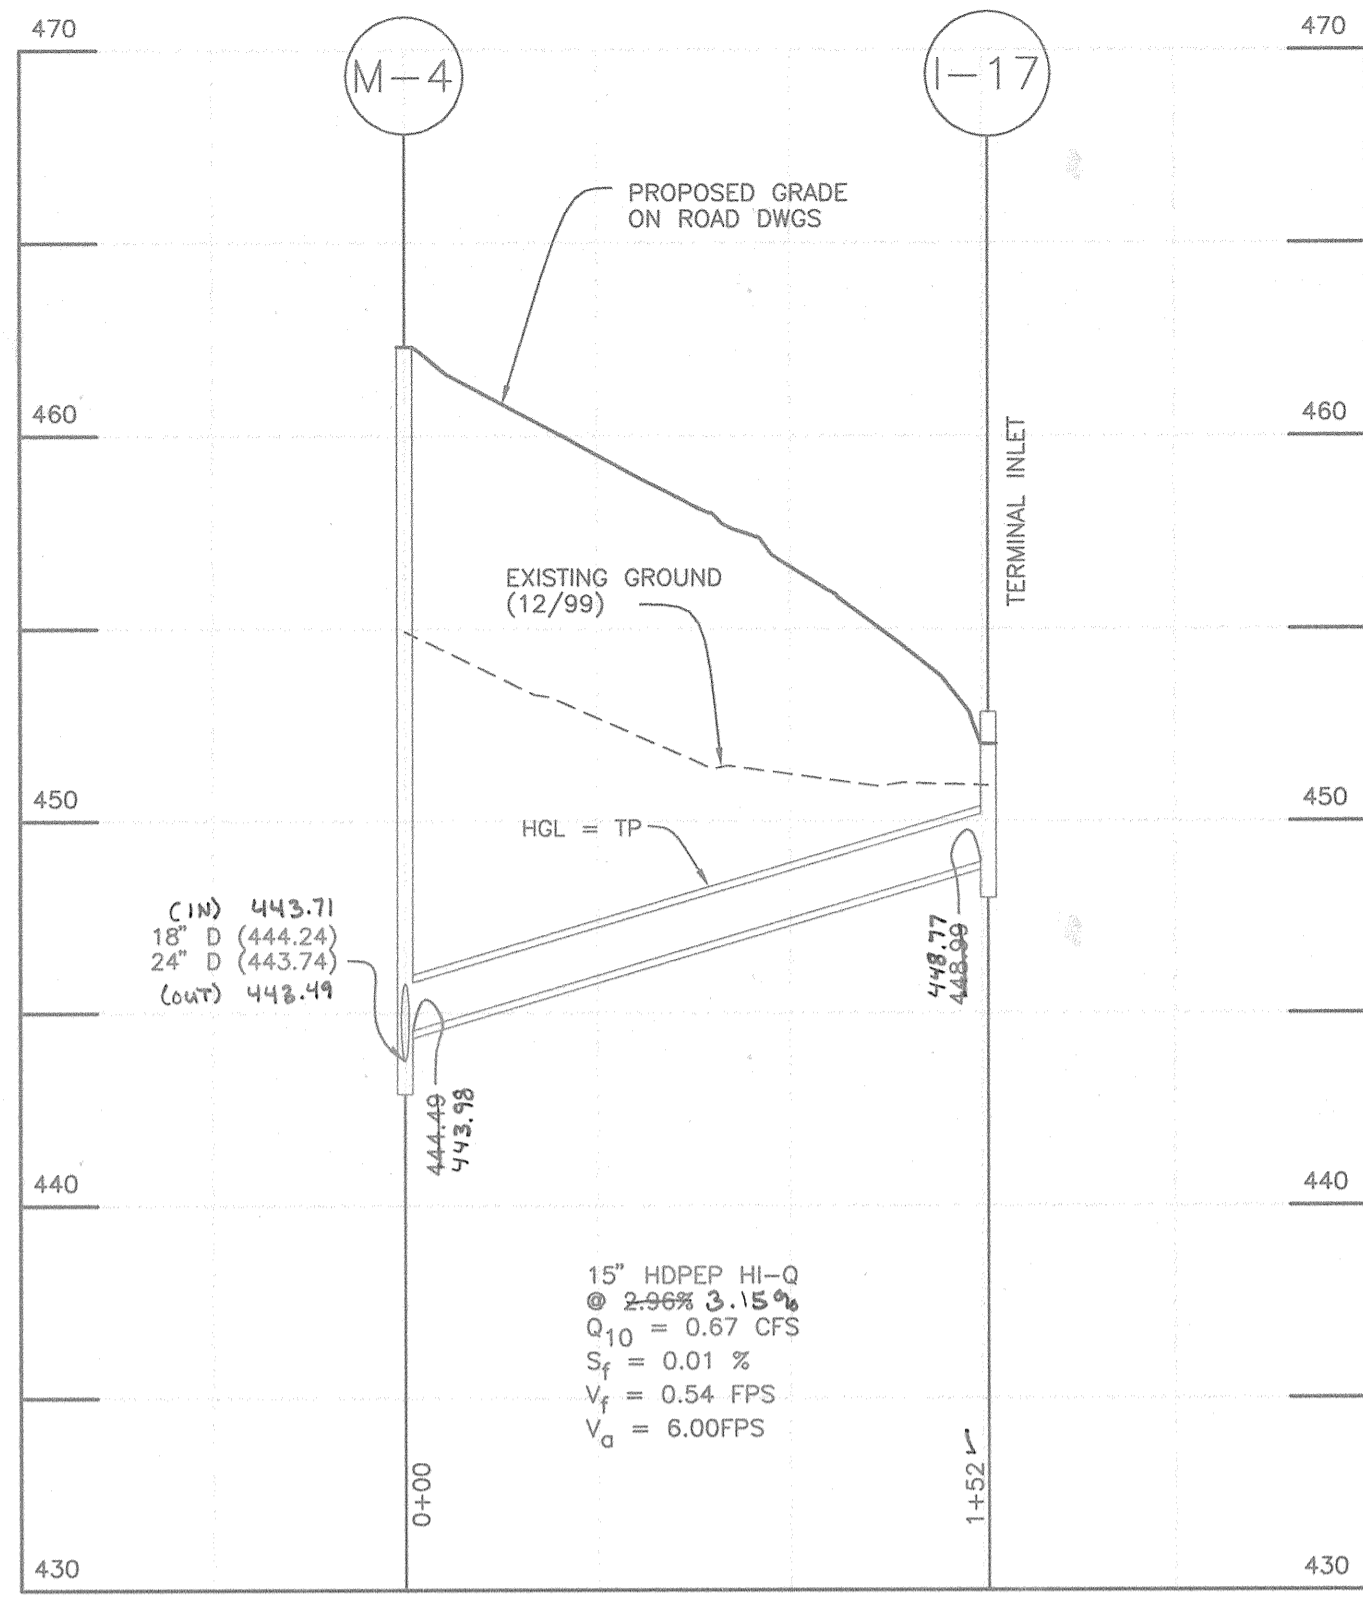 470
470
M-4
I-17
PROPOSED GRADE
ON ROAD DWGS
460
460
TERMINAL INLET
EXISTING GROUND
(12/99)
450
450
HGL = TP
(IN) 443.71
18" D (444.24)
24" D (443.74)
(OUT) 443.49
448.77
448.99
444.49
443.98
440
440
15" HDPEP HI-Q
@ 2.96% 3.15%
Q10 = 0.67 CFS
Sf = 0.01 %
Vf = 0.54 FPS
Va = 6.00FPS
0+00
1+52
430
430